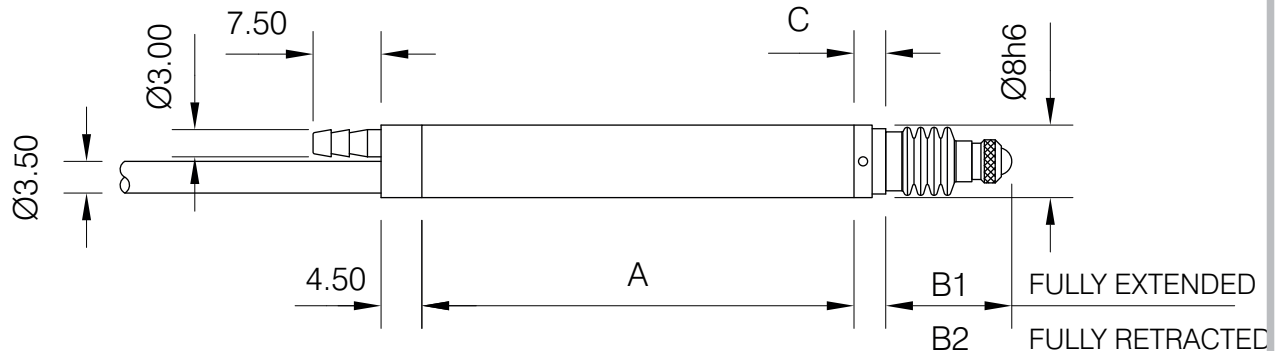 7.50
C
Ø3.00
Ø8h6
Ø3.50
4.50
A
B1 FULLY EXTENDED
B2 FULLY RETRACTED